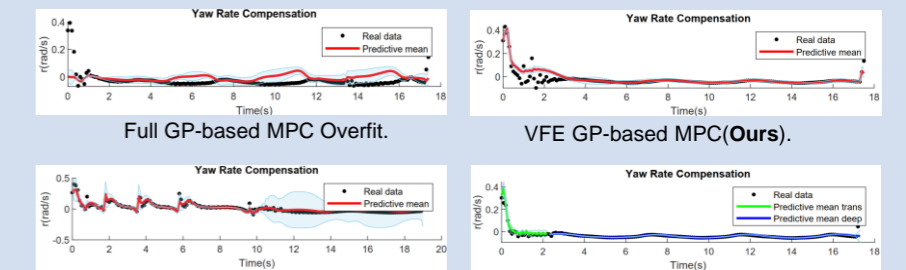 Yaw Rate Compensation
0.4
0.2
0
r(rad/s)
Real data
Predictive mean
0 2 4 6 8 10 12 14 16 18
Time(s)
Full GP-based MPC Overfit.
Yaw Rate Compensation
0.4
0.2
0
r(rad/s)
Real data
Predictive mean
0 2 4 6 8 10 12 14 16 18
Time(s)
VFE GP-based MPC(Ours).
Yaw Rate Compensation
0.5
0
-0.5
r(rad/s)
Real data
Predictive mean
0 2 4 6 8 10 12 14 16 18 20
Time(s)
Yaw Rate Compensation
0.4
0.2
0
r(rad/s)
Real data
Predictive mean trans
Predictive mean deep
0 2 4 6 8 10 12 14 16 18
Time(s)